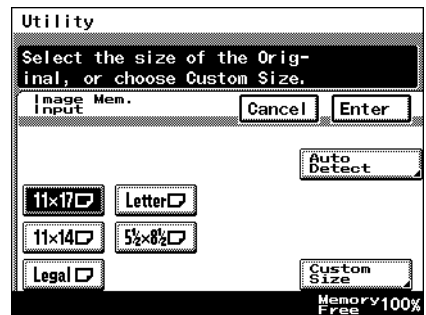 Utility
Select the size of the Orig-
inal, or choose Custom Size.
Image Mem.
Input
Cancel
Enter
Auto
Detect
11×17
Letter
11×14
5½×8½
Legal
Custom
Size
Memory
Free 100%